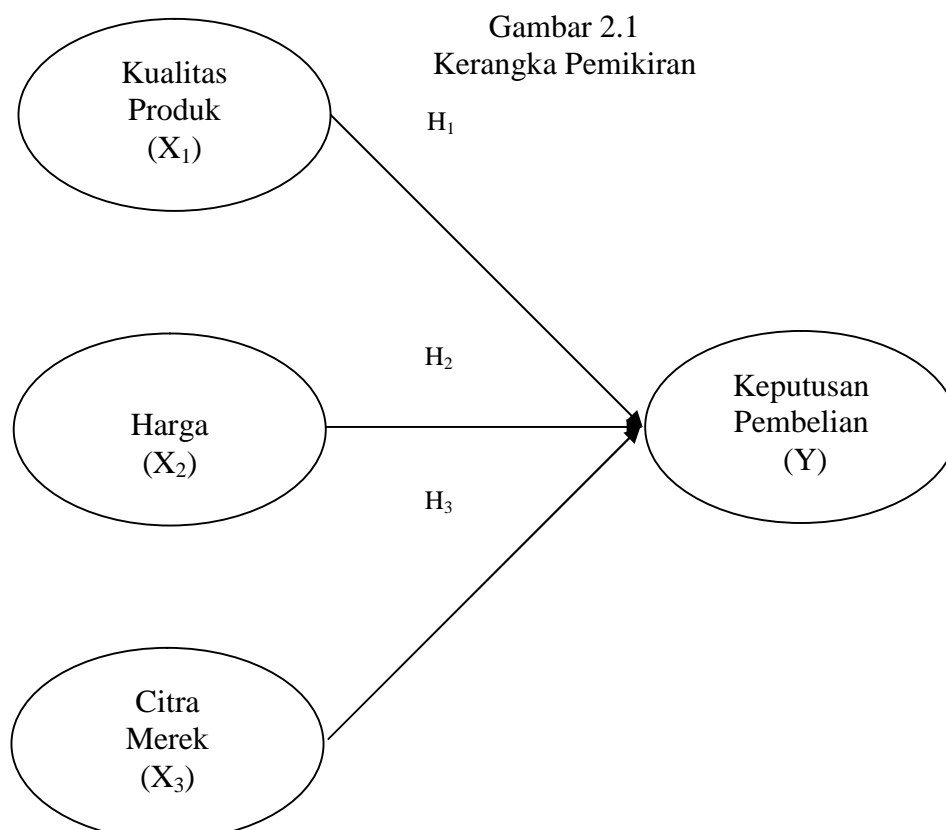 Gambar 2.1
Kerangka Pemikiran
Kualitas
Produk
(X₁)
H₁
H₂
Harga
(X₂)
Keputusan
Pembelian
(Y)
H₃
Citra
Merek
(X₃)